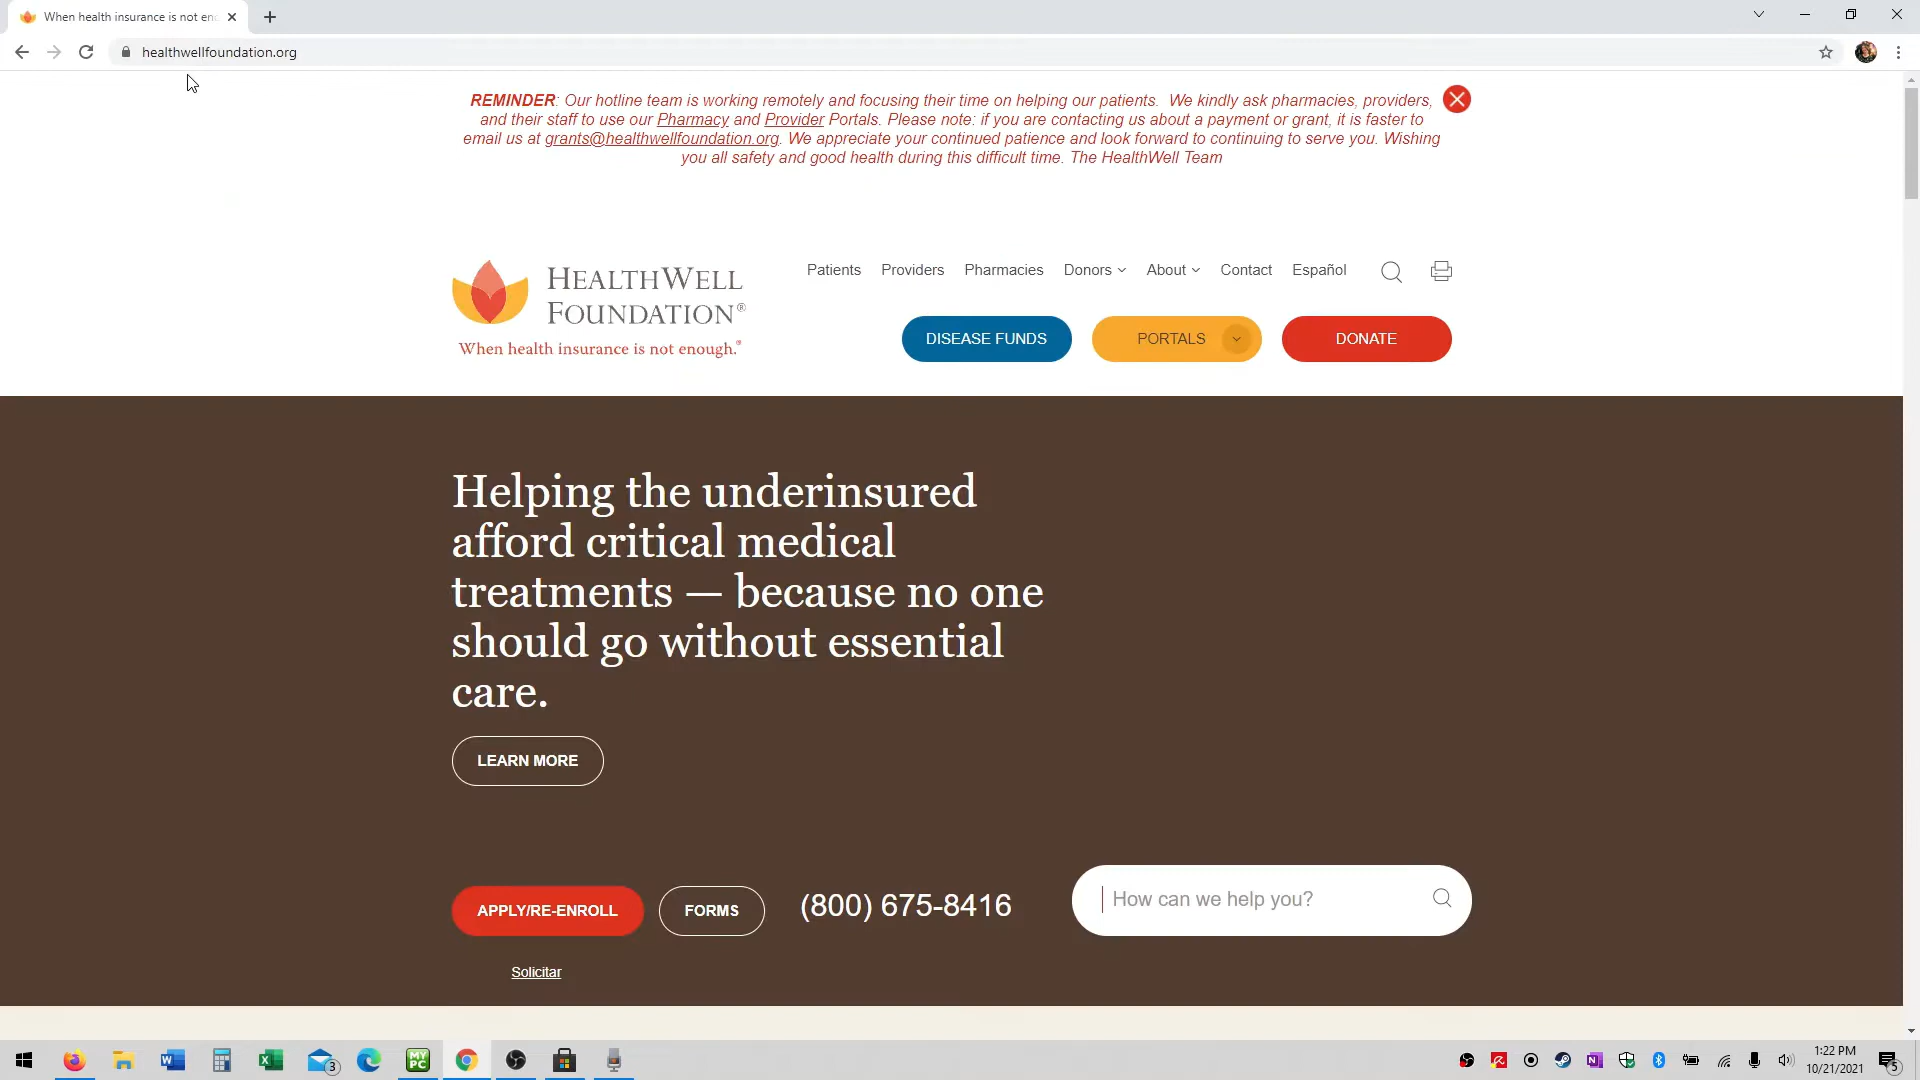 When health insurance is not en
healthwellfoundation.org
REMINDER: Our hotline team is working remotely and focusing their time on helping our patients. We kindly ask pharmacies, providers,
and their staff to use our Pharmacy and Provider Portals. Please note: if you are contacting us about a payment or grant, it is faster to
email us at grants@healthwellfoundation.org. We appreciate your continued patience and look forward to continuing to serve you. Wishing
you all safety and good health during this difficult time. The HealthWell Team
Patients Providers Pharmacies Donors About Contact Español
HEALTHWELL
FOUNDATION®
When health insurance is not enough.®
DISEASE FUNDS PORTALS DONATE
Helping the underinsured
afford critical medical
treatments — because no one
should go without essential
care.
LEARN MORE
APPLY/RE-ENROLL FORMS (800) 675-8416 How can we help you?
Solicitar
MY
PC
3
1:22 PM
10/21/2021
5